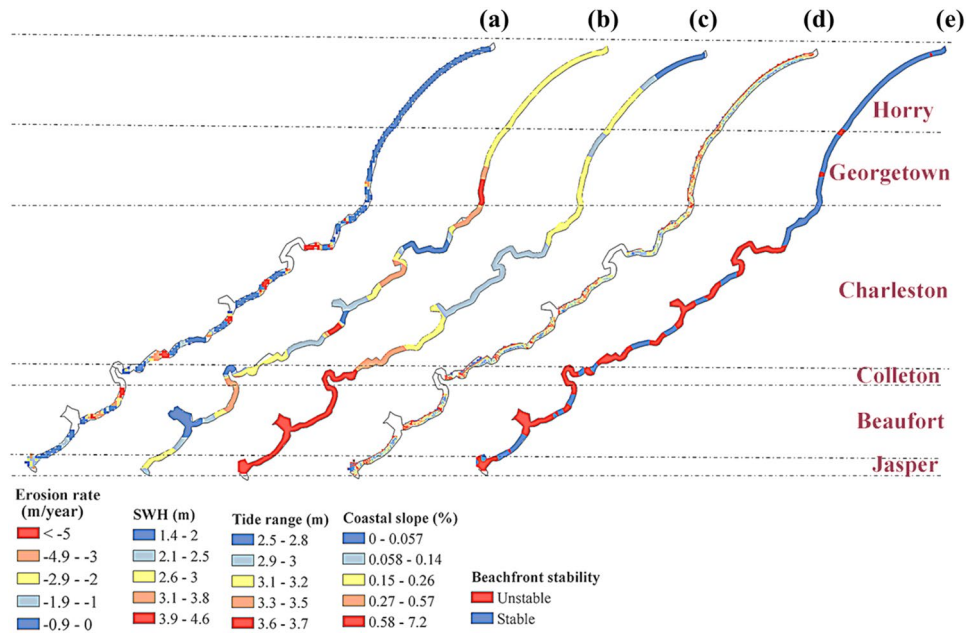 (a) (b) (c) (d) (e)
Horry
Georgetown
Charleston
Colleton
Beaufort
Jasper
Erosion rate
(m/year)
< -5
-4.9 - -3
-2.9 - -2
-1.9 - -1
-0.9 - 0
SWH (m)
1.4 - 2
2.1 - 2.5
2.6 - 3
3.1 - 3.8
3.9 - 4.6
Tide range (m)
2.5 - 2.8
2.9 - 3
3.1 - 3.2
3.3 - 3.5
3.6 - 3.7
Coastal slope (%)
0 - 0.057
0.058 - 0.14
0.15 - 0.26
0.27 - 0.57
0.58 - 7.2
Beachfront stability
Unstable
Stable